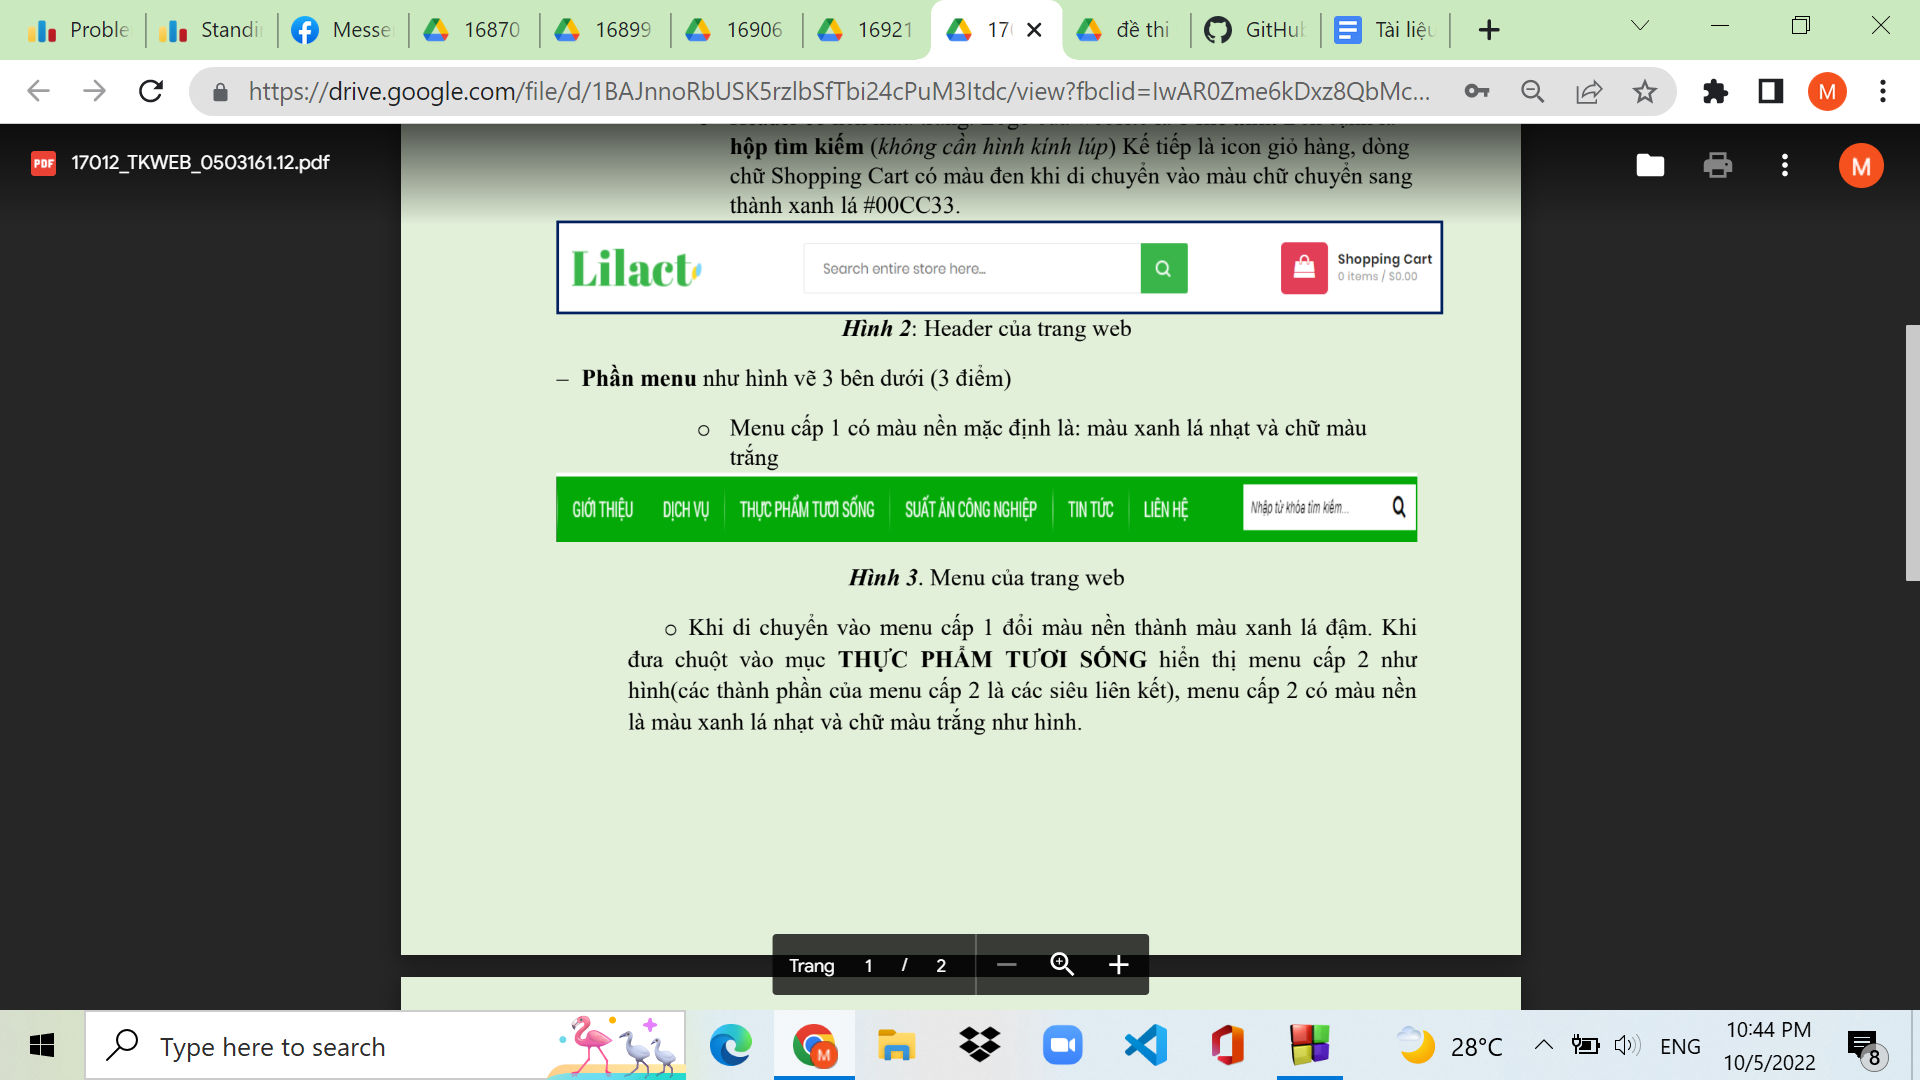 Proble
Standin
Messen
16870
16899
16906
16921
170
đề thi
GitHub
Tài liệu
https://drive.google.com/file/d/1BAJnnoRbUSK5rzlbSfTbi24cPuM3Itdc/view?fbclid=IwAR0Zme6kDxz8QbMc...
M
PDF
17012_TKWEB_0503161.12.pdf
M
hộp tìm kiếm (không cần hình kính lúp) Kế tiếp là icon giỏ hàng, dòng
chữ Shopping Cart có màu đen khi di chuyển vào màu chữ chuyển sang
thành xanh lá #00CC33.
Lilact
Search entire store here...
Shopping Cart
0 items / $0.00
Hình 2: Header của trang web
– Phần menu như hình vẽ 3 bên dưới (3 điểm)
o Menu cấp 1 có màu nền mặc định là: màu xanh lá nhạt và chữ màu
trắng
GIỚI THIỆU DỊCH VỤ THỰC PHẨM TƯƠI SỐNG SUẤT ĂN CÔNG NGHIỆP TIN TỨC LIÊN HỆ Nhập từ khóa tìm kiếm...
Hình 3. Menu của trang web
o Khi di chuyển vào menu cấp 1 đổi màu nền thành màu xanh lá đậm. Khi
đưa chuột vào mục THỰC PHẨM TƯƠI SỐNG hiển thị menu cấp 2 như
hình(các thành phần của menu cấp 2 là các siêu liên kết), menu cấp 2 có màu nền
là màu xanh lá nhạt và chữ màu trắng như hình.
Trang 1 / 2
Type here to search
M
28°C
ENG
10:44 PM
10/5/2022
8